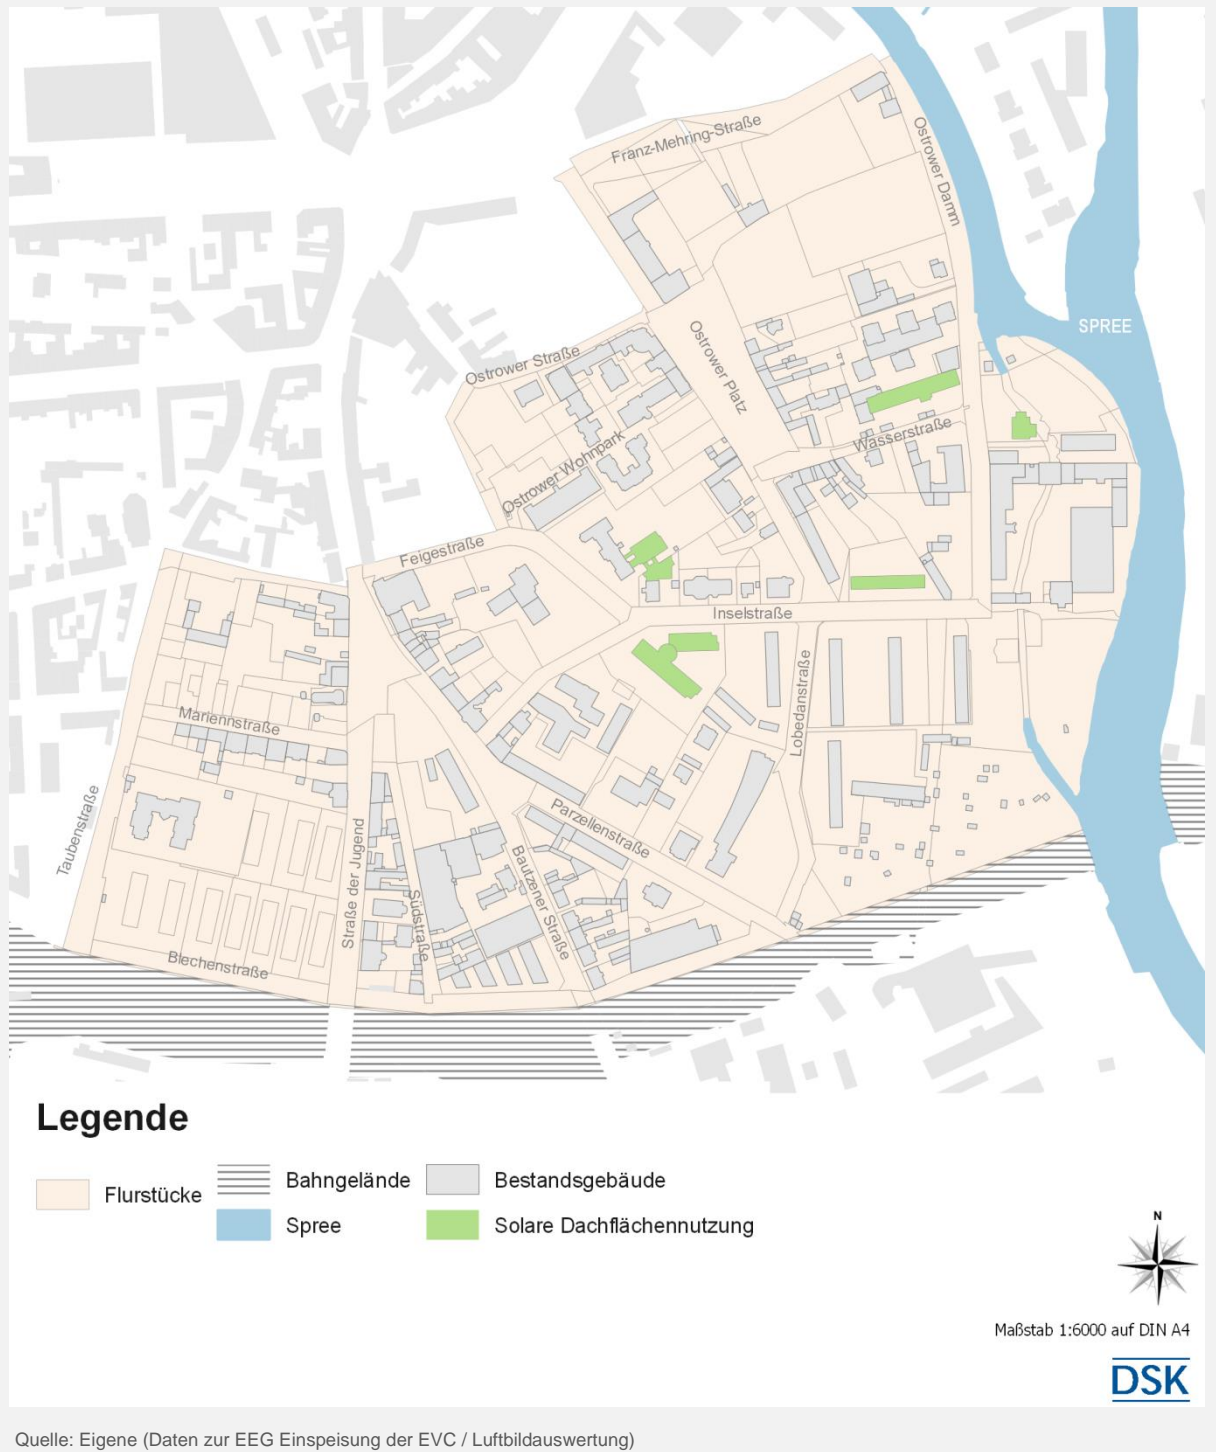 Franz-Mehring-Straße
Ostrower Damm
SPREE
Ostrower Straße
Ostrower Platz
Wasserstraße
Ostrower Wohnpark
Feigestraße
Inselstraße
Lobedanstraße
Mariennstraße
Taubenstraße
Parzellenstraße
Straße der Jugend
Bautzener Straße
Südstraße
Blechenstraße
Legende
Flurstücke
Bahngelände
Bestandsgebäude
Spree
Solare Dachflächennutzung
N
Maßstab 1:6000 auf DIN A4
DSK
Quelle: Eigene (Daten zur EEG Einspeisung der EVC / Luftbildauswertung)